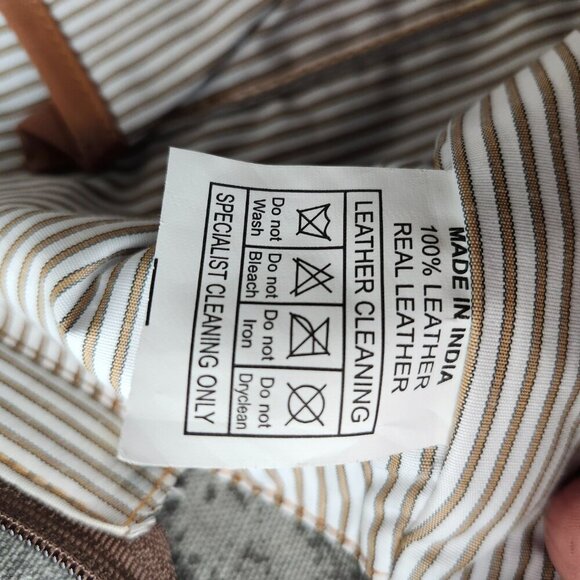 MADE IN INDIA
100% LEATHER
REAL LEATHER
LEATHER CLEANING
Do not Wash
Do not Bleach
Do not Iron
Do not Dryclean
SPECIALIST CLEANING ONLY